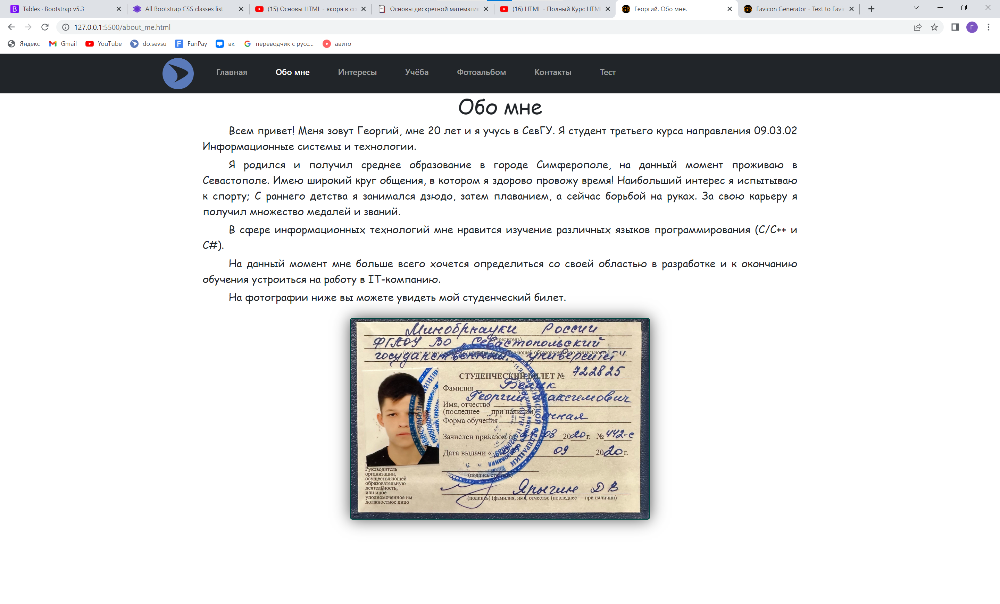 Tables · Bootstrap v5.3
All Bootstrap CSS classes list
(15) Основы HTML - якоря в сс
Основы дискретной математик
(16) HTML - Полный Курс HTM
Георгий. Обо мне.
Favicon Generator - Text to Favic
127.0.0.1:5500/about_me.html
Г
Яндекс
Gmail
YouTube
do.sevsu
FunPay
вк
переводчик с русс...
авито
Главная
Обо мне
Интересы
Учёба
Фотоальбом
Контакты
Тест
Обо мне
Всем привет! Меня зовут Георгий, мне 20 лет и я учусь в СевГУ. Я студент третьего курса направления 09.03.02
Информационные системы и технологии.
Я родился и получил среднее образование в городе Симферополе, на данный момент проживаю в
Севастополе. Имею широкий круг общения, в котором я здорово провожу время! Наибольший интерес я испытываю
к спорту; С раннего детства я занимался дзюдо, затем плаванием, а сейчас борьбой на руках. За свою карьеру я
получил множество медалей и званий.
В сфере информационных технологий мне нравится изучение различных языков программирования (C/C++ и
C#).
На данный момент мне больше всего хочется определиться со своей областью в разработке и к окончанию
обучения устроиться на работу в IT-компанию.
На фотографии ниже вы можете увидеть мой студенческий билет.
Минобрнауки России
(учредитель)
ФГАОУ ВО „Севастопольский
(полное наименование организации, осуществляющей образовательную деятельность)
государственный университет"
СТУДЕНЧЕСКИЙ БИЛЕТ № 722825
Фамилия
Георгий Максимович
Имя, отчество
(последнее — при наличии)
Форма обучения очная
Зачислен приказом от 08 2020 г. № 442-с
Дата выдачи « 09 2020 г.
(подпись студента)
Руководитель
организации,
осуществляющей
образовательную
деятельность,
или иное
уполномоченное им
должностное лицо
Д В
(подпись) (фамилия, имя, отчество (последнее — при наличии)